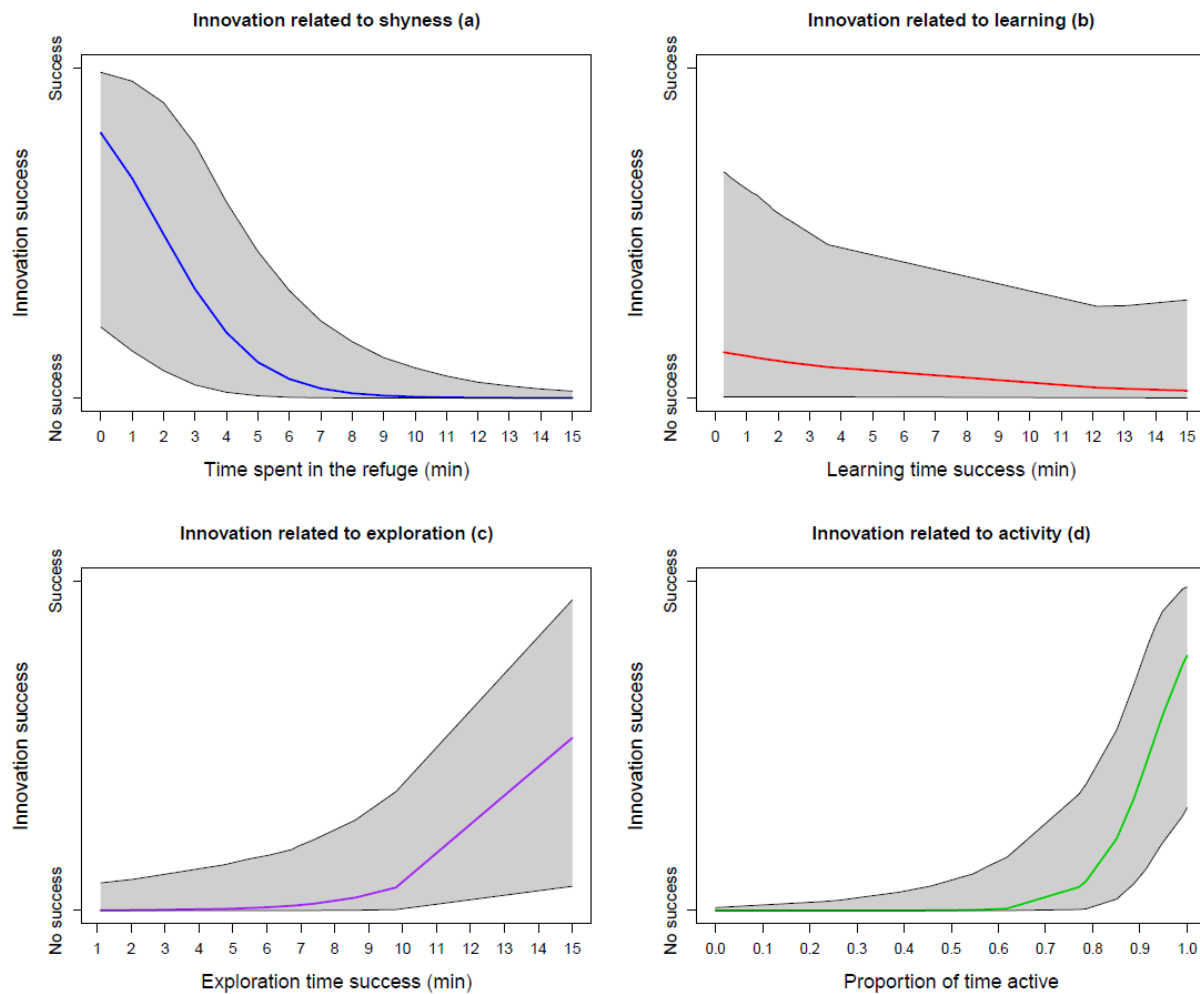 Innovation related to shyness (a)
Success
Innovation success
No success
0 1 2 3 4 5 6 7 8 9 10 11 12 13 14 15
Time spent in the refuge (min)
Innovation related to learning (b)
Success
Innovation success
No success
0 1 2 3 4 5 6 7 8 9 10 11 12 13 14 15
Learning time success (min)
Innovation related to exploration (c)
Success
Innovation success
No success
1 2 3 4 5 6 7 8 9 10 11 12 13 14 15
Exploration time success (min)
Innovation related to activity (d)
Success
Innovation success
No success
0.0 0.1 0.2 0.3 0.4 0.5 0.6 0.7 0.8 0.9 1.0
Proportion of time active